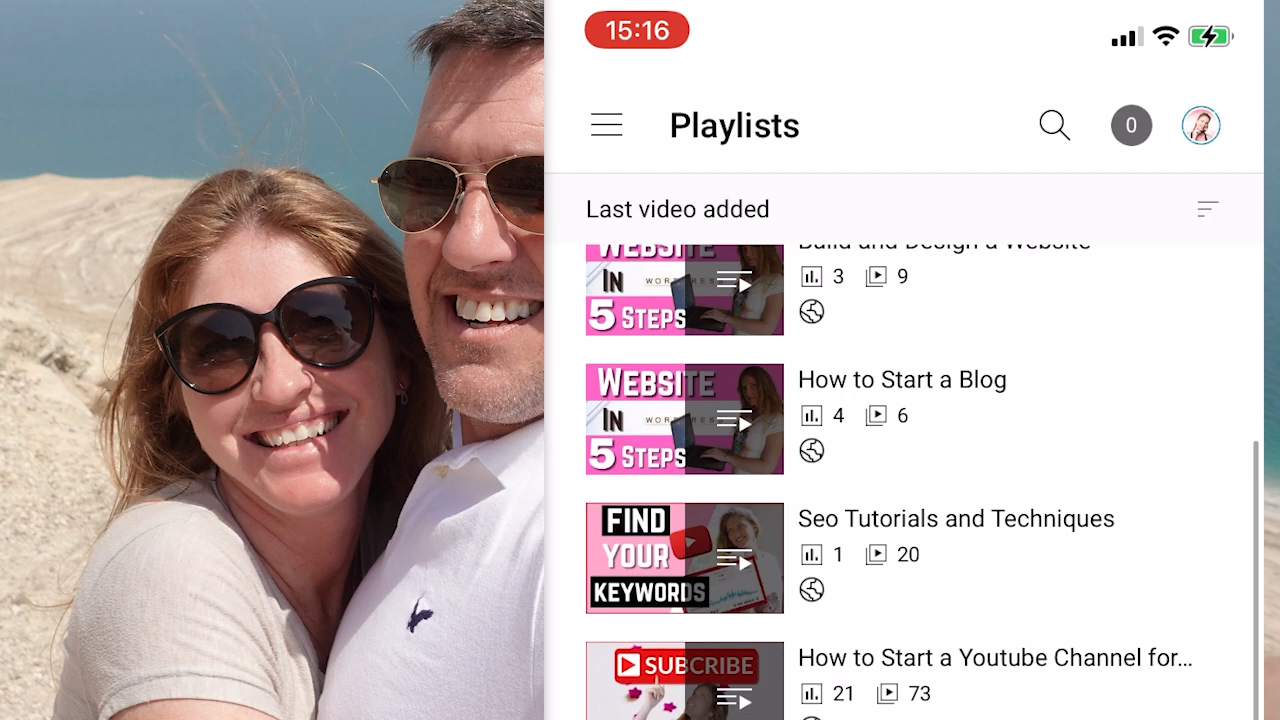 15:16
Playlists
0
Last video added
Build and Design a Website
WEBSITE
IN
5 STEPS
3 9
How to Start a Blog
WEBSITE
IN
5 STEPS
4 6
Seo Tutorials and Techniques
FIND
YOUR
KEYWORDS
1 20
How to Start a Youtube Channel for...
SUBCRIBE
21 73